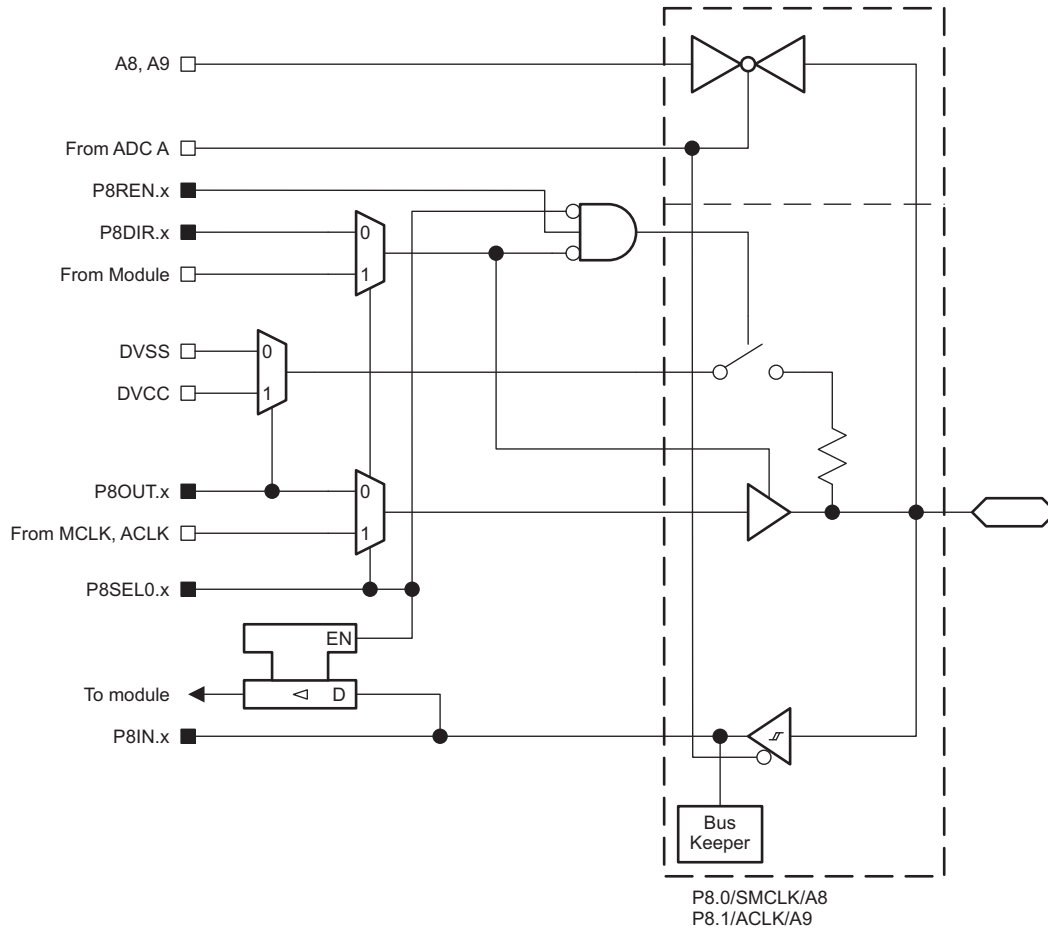 A8, A9
From ADC A
P8REN.x
P8DIR.x
0
From Module
1
DVSS
0
DVCC
1
P8OUT.x
0
From MCLK, ACLK
1
P8SEL0.x
EN
To module
D
P8IN.x
Bus
Keeper
P8.0/SMCLK/A8
P8.1/ACLK/A9